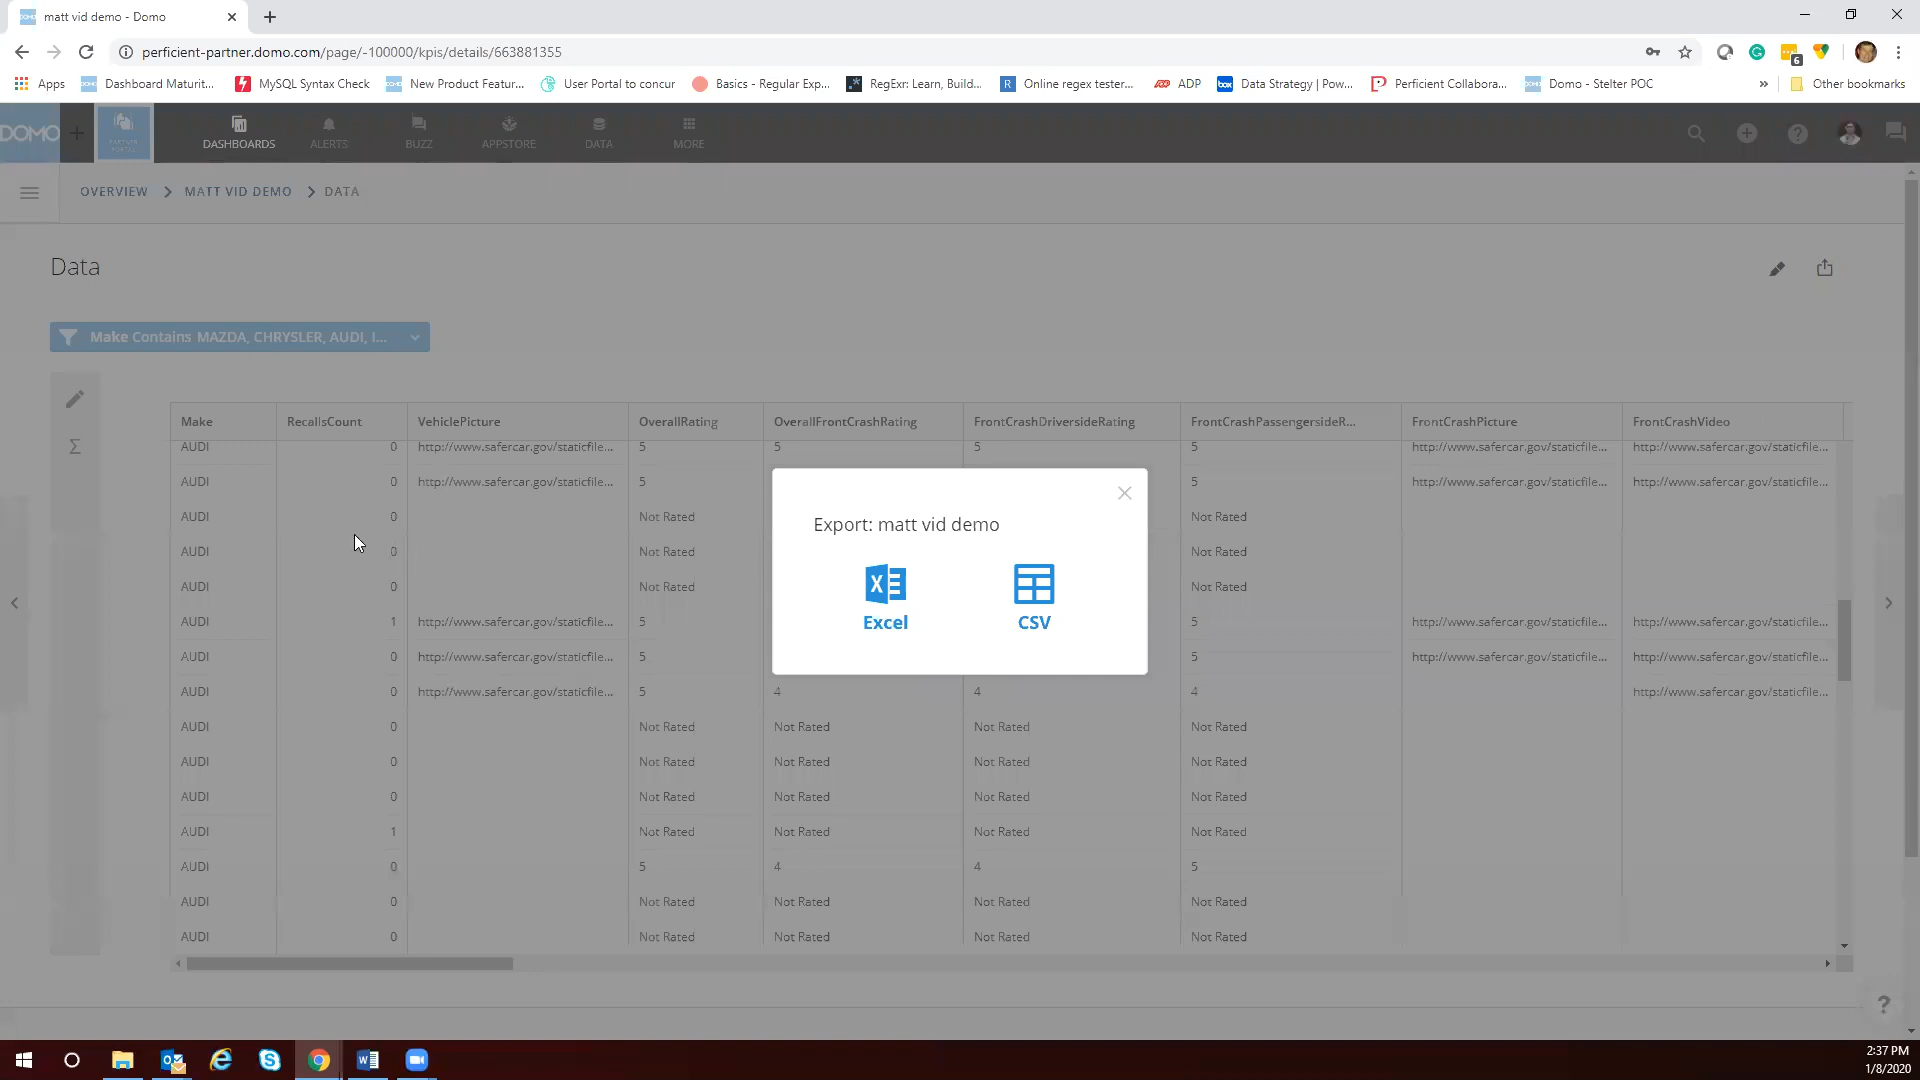 matt vid demo - Domo
perficient-partner.domo.com/page/-100000/kpis/details/663881355
6
Apps Dashboard Maturit... MySQL Syntax Check New Product Featur... User Portal to concur Basics - Regular Exp... RegExr: Learn, Build... Online regex tester... ADP Data Strategy | Pow... Perficient Collabora... Domo - Stelter POC » Other bookmarks
DOMO PARTNER PORTAL DASHBOARDS ALERTS BUZZ APPSTORE DATA MORE
OVERVIEW > MATT VID DEMO > DATA
Data
Make Contains MAZDA, CHRYSLER, AUDI, I...
Make RecallsCount VehiclePicture OverallRating OverallFrontCrashRating FrontCrashDriversideRating FrontCrashPassengersideR... FrontCrashPicture FrontCrashVideo
AUDI 0 http://www.safercar.gov/staticfile... 5 5 5 5 http://www.safercar.gov/staticfile... http://www.safercar.gov/staticfile...
AUDI 0 http://www.safercar.gov/staticfile... 5 5 http://www.safercar.gov/staticfile... http://www.safercar.gov/staticfile...
AUDI 0 Not Rated Not Rated
AUDI 0 Not Rated Not Rated
AUDI 0 Not Rated Not Rated
AUDI 1 http://www.safercar.gov/staticfile... 5 5 http://www.safercar.gov/staticfile... http://www.safercar.gov/staticfile...
AUDI 0 http://www.safercar.gov/staticfile... 5 5 http://www.safercar.gov/staticfile... http://www.safercar.gov/staticfile...
AUDI 0 http://www.safercar.gov/staticfile... 5 4 4 4 http://www.safercar.gov/staticfile...
AUDI 0 Not Rated Not Rated Not Rated Not Rated
AUDI 0 Not Rated Not Rated Not Rated Not Rated
AUDI 0 Not Rated Not Rated Not Rated Not Rated
AUDI 1 Not Rated Not Rated Not Rated Not Rated
AUDI 0 5 4 4 5
AUDI 0 Not Rated Not Rated Not Rated Not Rated
AUDI 0 Not Rated Not Rated Not Rated Not Rated
Export: matt vid demo
Excel CSV
2:37 PM
1/8/2020